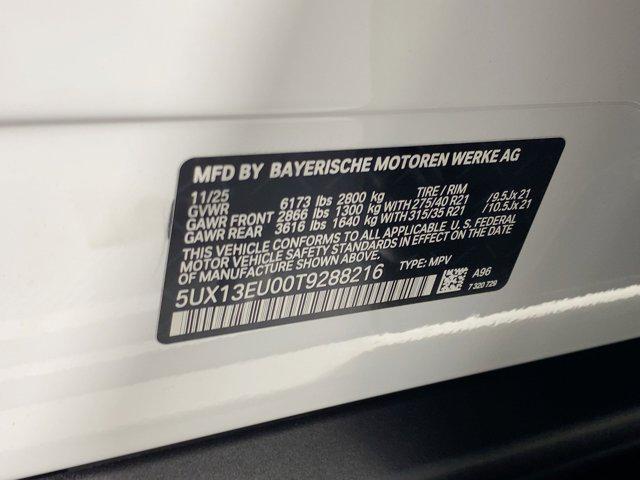 MFD BY BAYERISCHE MOTOREN WERKE AG
11/25
GVWR 6173 lbs 2800 kg TIRE / RIM
GAWR FRONT 2866 lbs 1300 kg WITH 275/40 R21 /9.5Jx 21
GAWR REAR 3616 lbs 1640 kg WITH 315/35 R21 /10.5Jx 21
THIS VEHICLE CONFORMS TO ALL APPLICABLE U.S. FEDERAL
MOTOR VEHICLE SAFETY STANDARDS IN EFFECT ON THE DATE
OF MANUFACTURE SHOWN ABOVE.
5UX13EU00T9288216 TYPE: MPV
A96
7 320 729